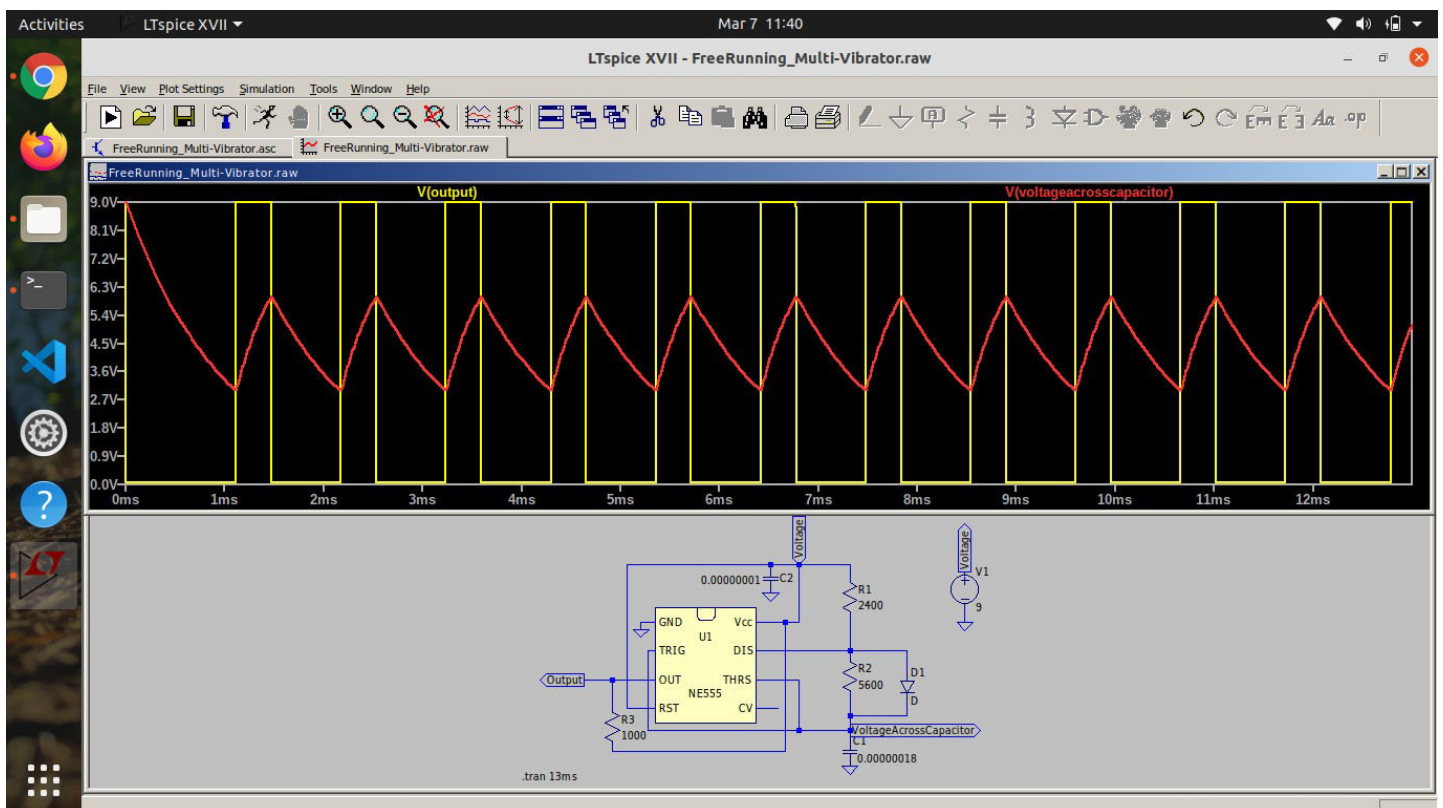 Activities LTspice XVII Mar 7 11:40
LTspice XVII - FreeRunning_Multi-Vibrator.raw
File View Plot Settings Simulation Tools Window Help
FreeRunning_Multi-Vibrator.asc FreeRunning_Multi-Vibrator.raw
FreeRunning_Multi-Vibrator.raw
V(output) V(voltageacrosscapacitor)
9.0V
8.1V
7.2V
6.3V
5.4V
4.5V
3.6V
2.7V
1.8V
0.9V
0.0V
0ms 1ms 2ms 3ms 4ms 5ms 6ms 7ms 8ms 9ms 10ms 11ms 12ms
Voltage
Voltage
0.00000001 C2
R1
2400
V1
9
GND Vcc
U1
TRIG DIS
OUT THRS
NE555
RST CV
R2
5600
D1
D
Output
R3
1000
VoltageAcrossCapacitor
C1
0.00000018
.tran 13ms